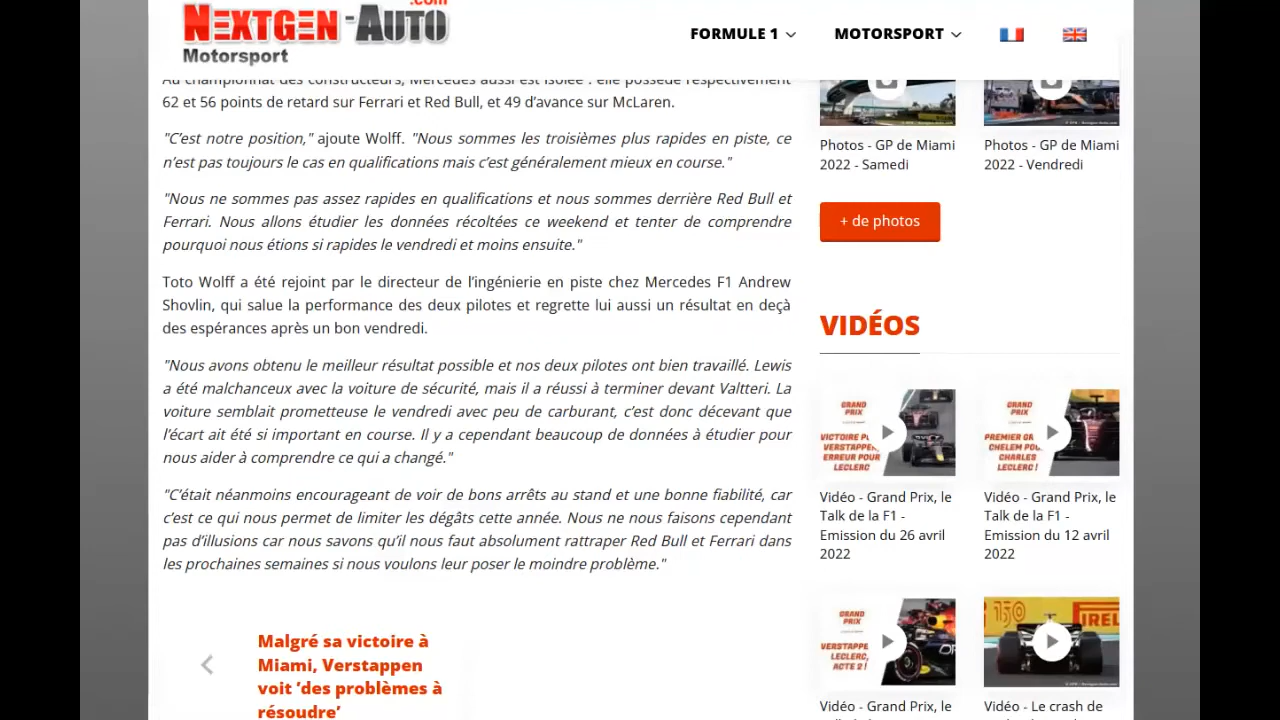 .com
NEXTGEN-AUTO
Motorsport
FORMULE 1
MOTORSPORT
Au championnat des constructeurs, Mercedes aussi est isolée : elle possède respectivement
62 et 56 points de retard sur Ferrari et Red Bull, et 49 d’avance sur McLaren.
"C’est notre position," ajoute Wolff. "Nous sommes les troisièmes plus rapides en piste, ce
n’est pas toujours le cas en qualifications mais c’est généralement mieux en course."
"Nous ne sommes pas assez rapides en qualifications et nous sommes derrière Red Bull et
Ferrari. Nous allons étudier les données récoltées ce weekend et tenter de comprendre
pourquoi nous étions si rapides le vendredi et moins ensuite."
Toto Wolff a été rejoint par le directeur de l’ingénierie en piste chez Mercedes F1 Andrew
Shovlin, qui salue la performance des deux pilotes et regrette lui aussi un résultat en deçà
des espérances après un bon vendredi.
"Nous avons obtenu le meilleur résultat possible et nos deux pilotes ont bien travaillé. Lewis
a été malchanceux avec la voiture de sécurité, mais il a réussi à terminer devant Valtteri. La
voiture semblait prometteuse le vendredi avec peu de carburant, c’est donc décevant que
l’écart ait été si important en course. Il y a cependant beaucoup de données à étudier pour
nous aider à comprendre ce qui a changé."
"C’était néanmoins encourageant de voir de bons arrêts au stand et une bonne fiabilité, car
c’est ce qui nous permet de limiter les dégâts cette année. Nous ne nous faisons cependant
pas d’illusions car nous savons qu’il nous faut absolument rattraper Red Bull et Ferrari dans
les prochaines semaines si nous voulons leur poser le moindre problème."
Malgré sa victoire à
Miami, Verstappen
voit ’des problèmes à
résoudre’
Photos - GP de Miami
2022 - Samedi
Photos - GP de Miami
2022 - Vendredi
+ de photos
VIDÉOS
GRAND
PRIX
VICTOIRE
VERSTAPPEN
ERREUR POUR
LECLERC
GRAND
PRIX
PREMIER
CHELEM
CHARLES
LECLERC !
Vidéo - Grand Prix, le
Talk de la F1 -
Emission du 26 avril
2022
Vidéo - Grand Prix, le
Talk de la F1 -
Emission du 12 avril
2022
GRAND
PRIX
LECLERC,
ACTE 2 !
Vidéo - Grand Prix, le
Vidéo - Le crash de